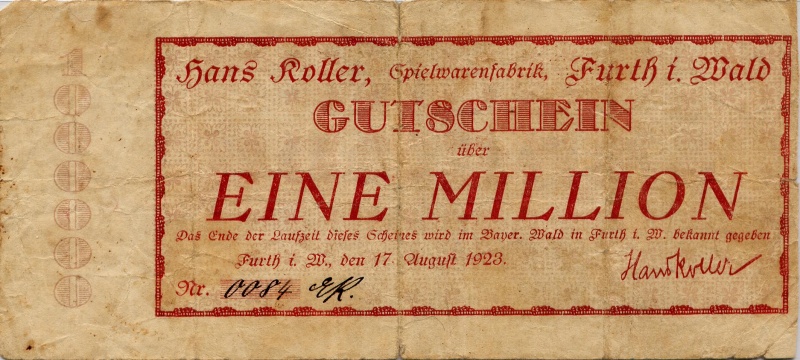 1000000
Hans Koller, Spielwarenfabrik, Furth i. Wald
GUTSCHEIN
über
EINE MILLION
Das Ende der Laufzeit dieses Scheines wird im Bayer. Wald in Furth i. W. bekannt gegeben
Furth i. W., den 17. August 1923.
Hans Koller
Nr. 0084 EK.